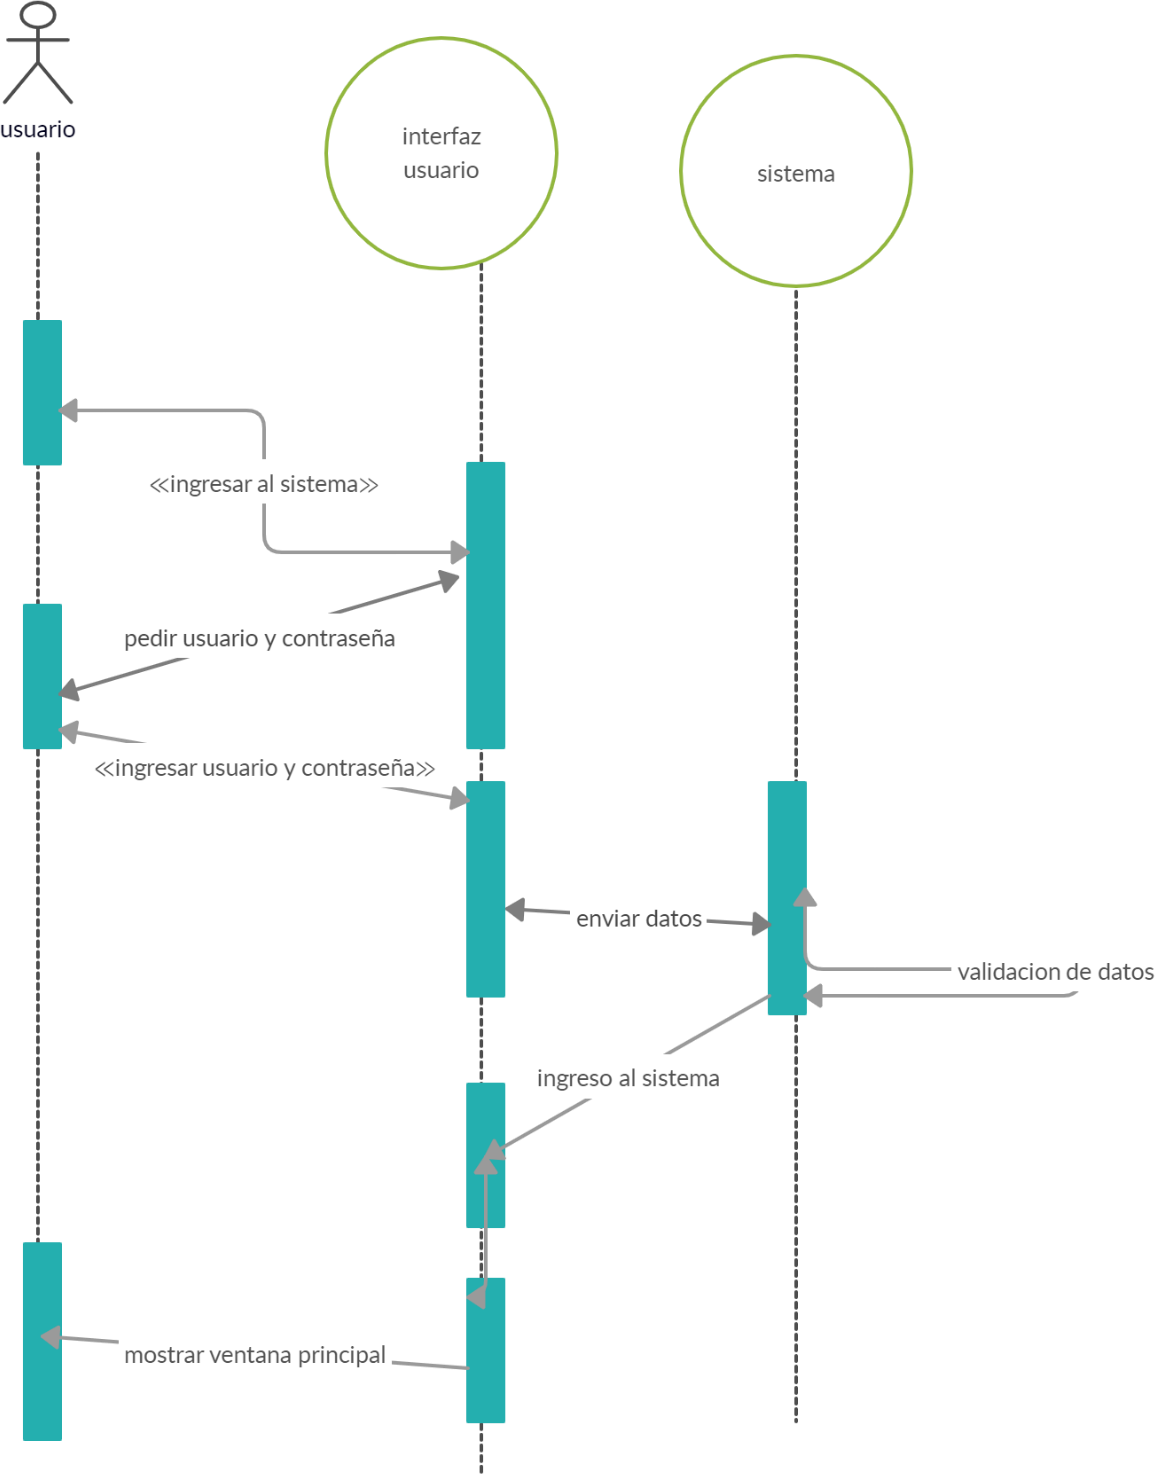 usuario
interfaz
usuario
sistema
<<ingresar al sistema>>
pedir usuario y contraseña
<<ingresar usuario y contraseña>>
enviar datos
validacion de datos
ingreso al sistema
mostrar ventana principal